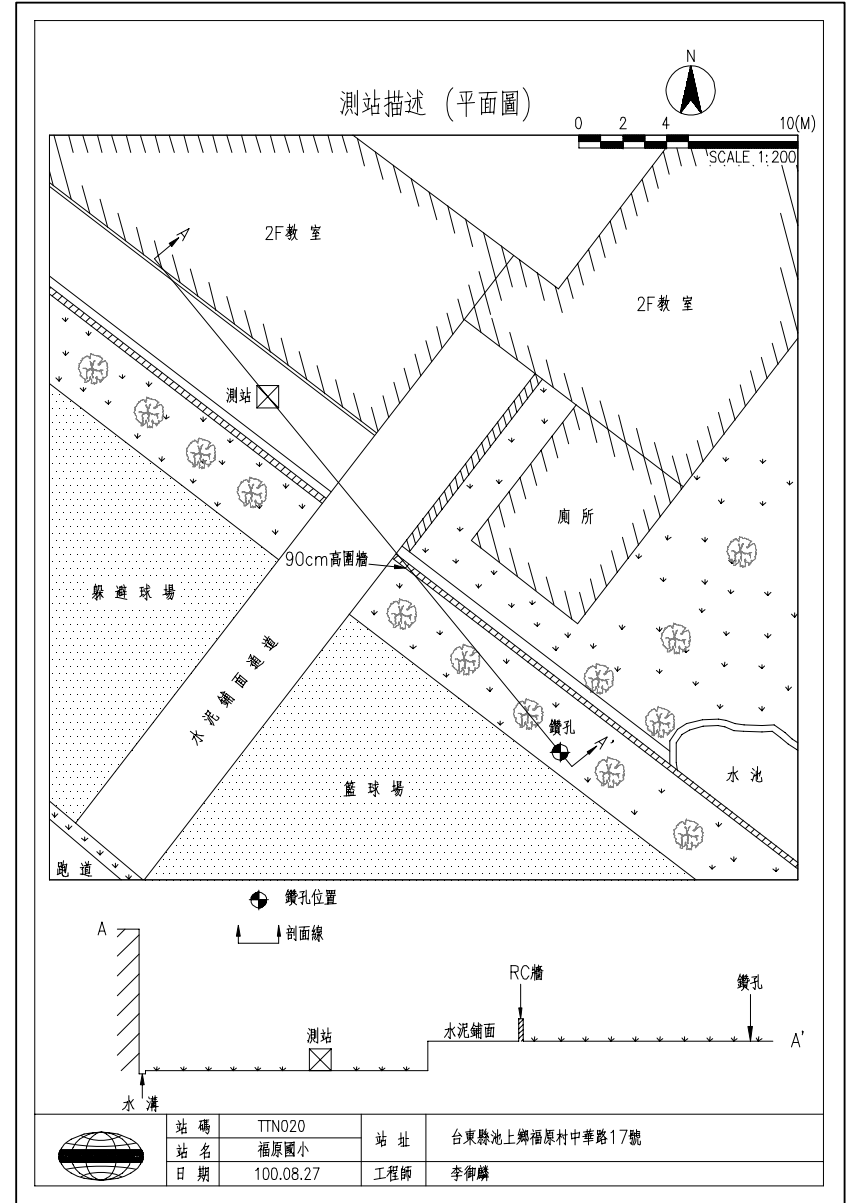 N
測站描述 (平面圖)
0 2 4 10(M)
SCALE 1:200
A
2F教室
2F教室
測站
廁所
90cm高圍牆
躲避球場
水泥鋪面通道
鑽孔
A'
水池
籃球場
跑道
鑽孔位置
剖面線
A
RC牆
鑽孔
測站
水泥鋪面
A'
水溝
站碼 TTN020
站名 福原國小
日期 100.08.27
站址 台東縣池上鄉福原村中華路17號
工程師 李御麟